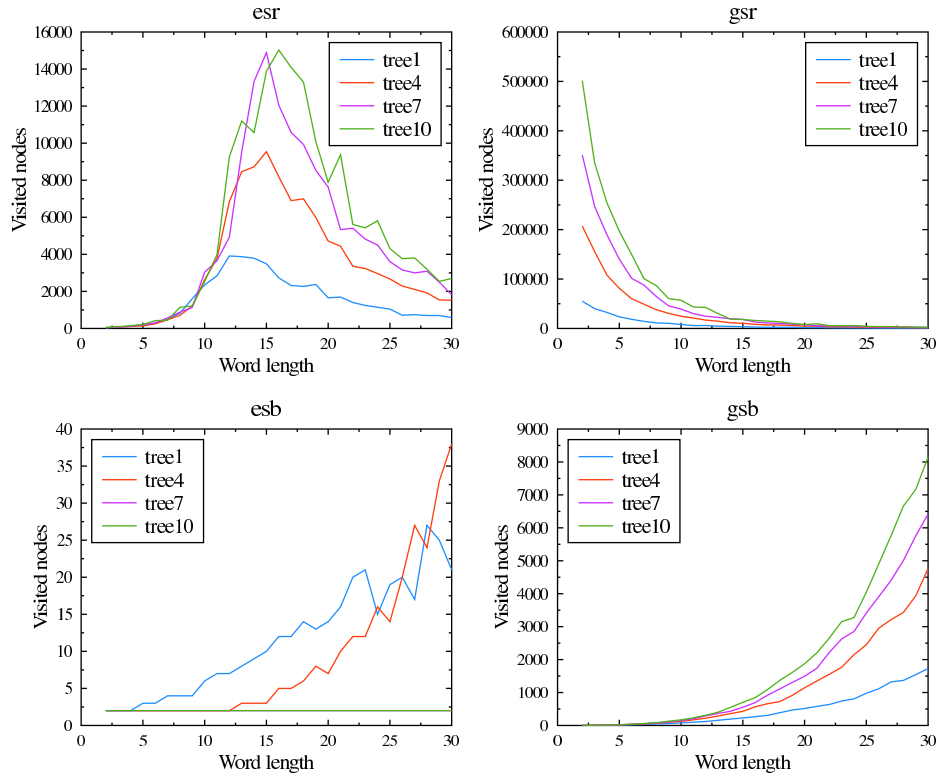 esr
16000
14000
12000
10000
8000
6000
4000
2000
0
Visited nodes
tree1
tree4
tree7
tree10
0 5 10 15 20 25 30
Word length
gsr
600000
500000
400000
300000
200000
100000
0
Visited nodes
tree1
tree4
tree7
tree10
0 5 10 15 20 25 30
Word length
esb
40
35
30
25
20
15
10
5
0
Visited nodes
tree1
tree4
tree7
tree10
0 5 10 15 20 25 30
Word length
gsb
9000
8000
7000
6000
5000
4000
3000
2000
1000
0
Visited nodes
tree1
tree4
tree7
tree10
0 5 10 15 20 25 30
Word length